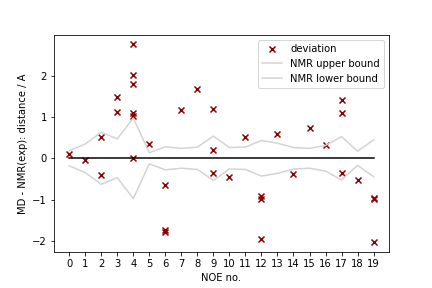 deviation
NMR upper bound
NMR lower bound
MD - NMR(exp): distance / A
2
1
0
−1
−2
0 1 2 3 4 5 6 7 8 9 10 11 12 13 14 15 16 17 18 19
NOE no.